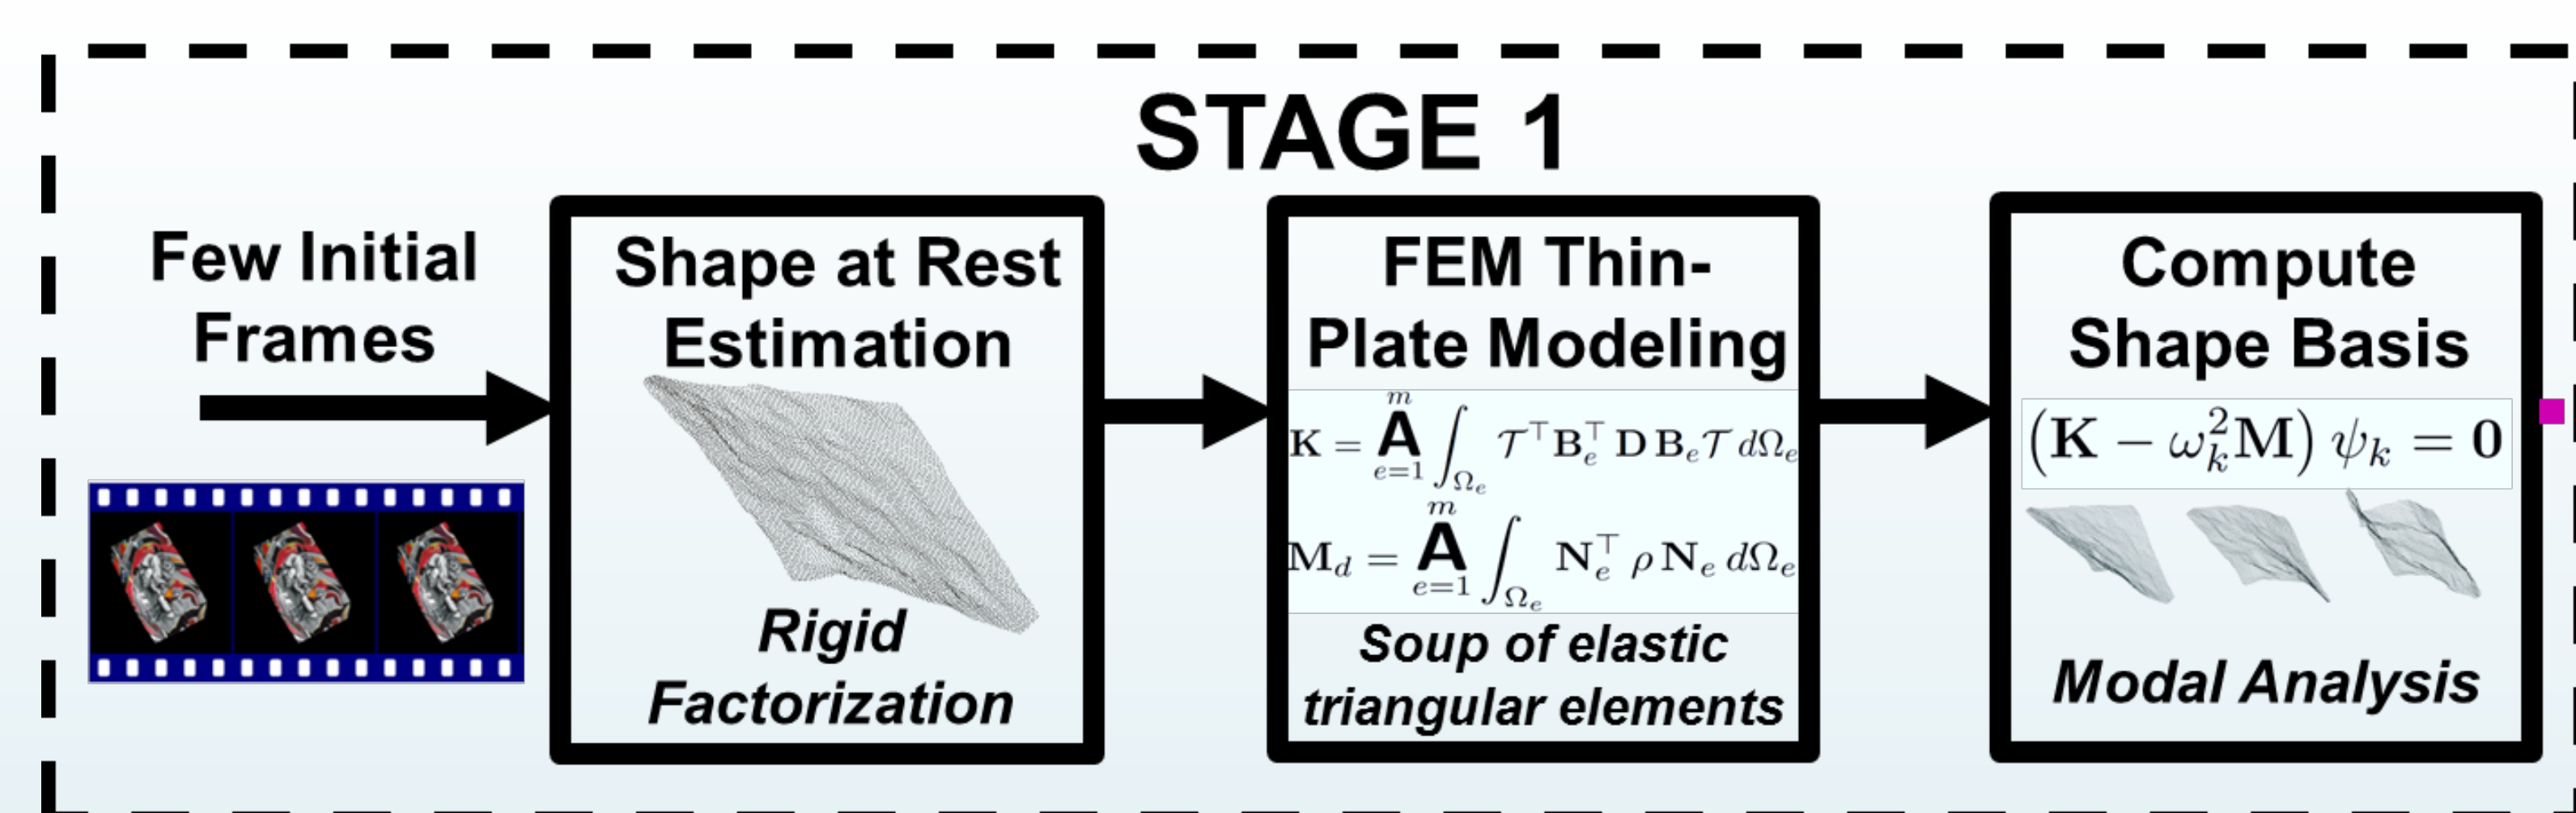 STAGE 1
Few Initial
Frames
Shape at Rest
Estimation
Rigid
Factorization
FEM Thin-
Plate Modeling
K = A_{e=1}^{m} ∫_{Ω_e} 𝒯^⊤ B_e^⊤ D B_e 𝒯 dΩ_e
M_d = A_{e=1}^{m} ∫_{Ω_e} N_e^⊤ ρ N_e dΩ_e
Soup of elastic
triangular elements
Compute
Shape Basis
(K − ω_k^2 M) ψ_k = 0
Modal Analysis